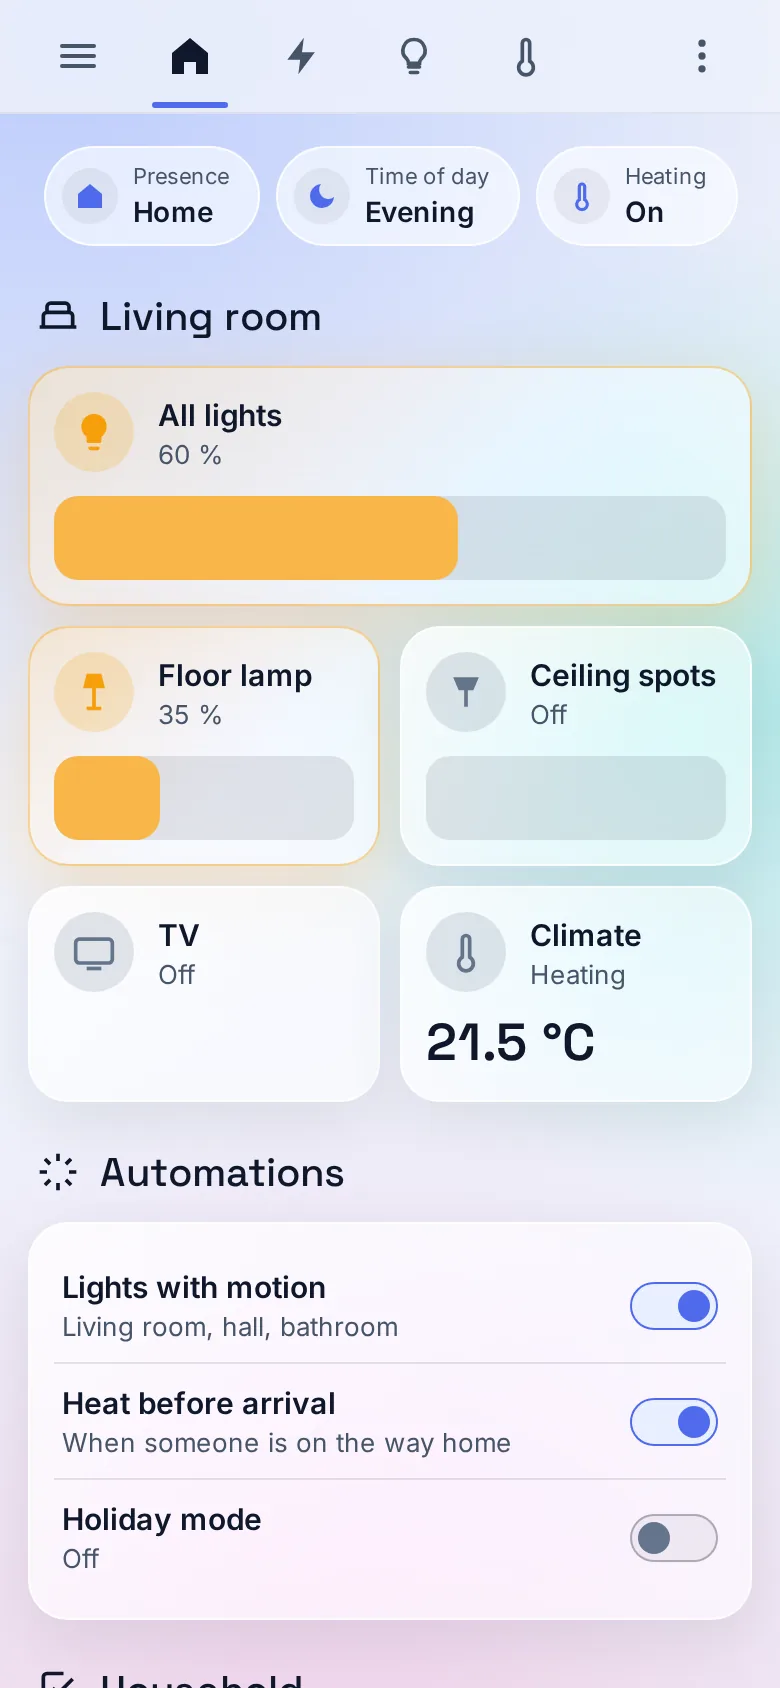 Presence
Home
Time of day
Evening
Heating
On
Living room
All lights
60 %
Floor lamp
35 %
Ceiling spots
Off
TV
Off
Climate
Heating
21.5 °C
Automations
Lights with motion
Living room, hall, bathroom
Heat before arrival
When someone is on the way home
Holiday mode
Off
Household